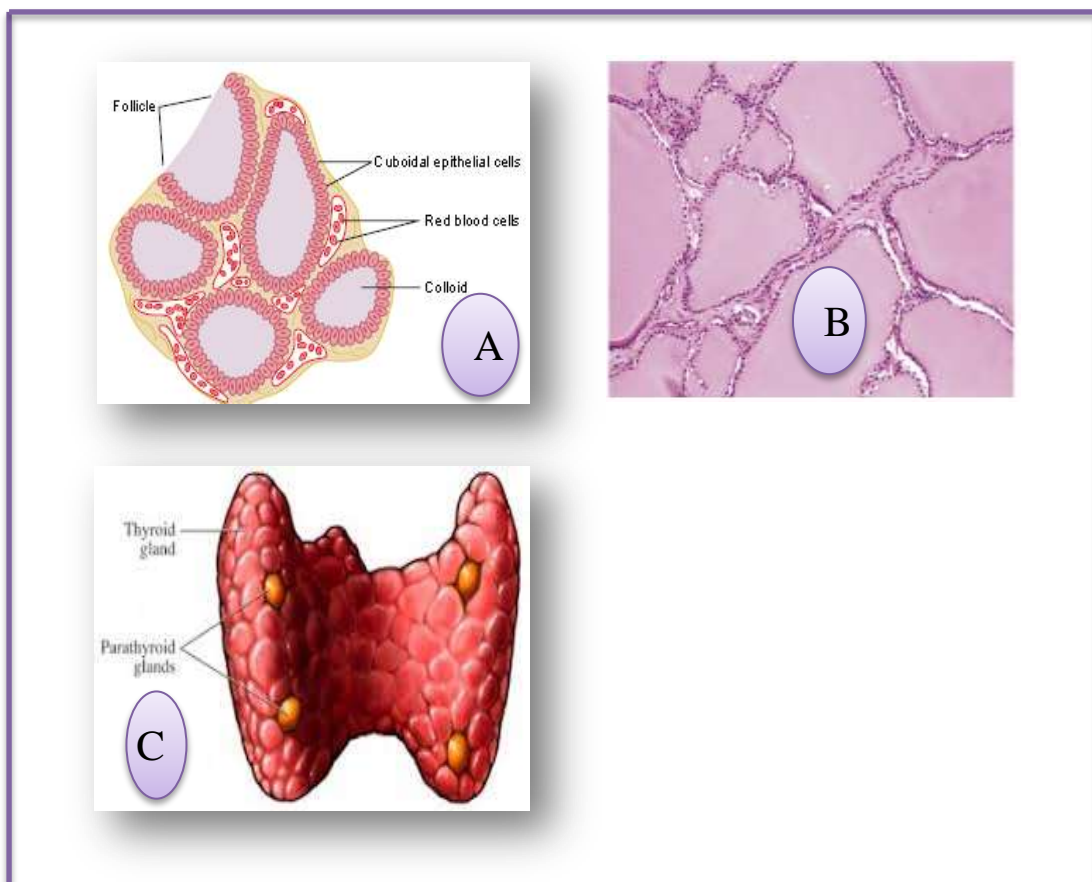 Follicle
Cuboidal epithelial cells
Red blood cells
Colloid
A
B
Thyroid
gland
Parathyroid
glands
C